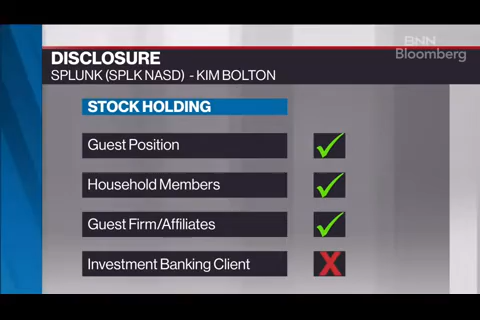 BNN
Bloomberg
DISCLOSURE
SPLUNK (SPLK NASD) - KIM BOLTON
STOCK HOLDING
Guest Position
Household Members
Guest Firm/Affiliates
Investment Banking Client